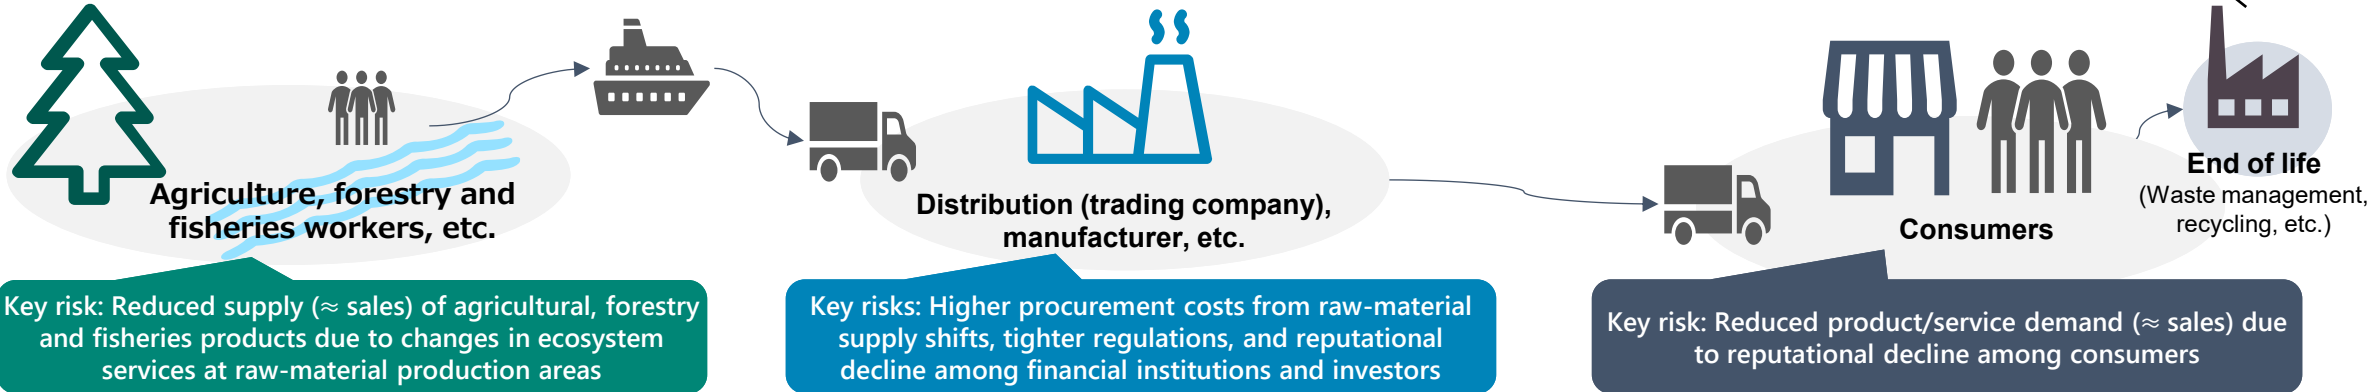 Agriculture, forestry and
fisheries workers, etc.
Key risk: Reduced supply (≈ sales) of agricultural, forestry
and fisheries products due to changes in ecosystem
services at raw-material production areas
Distribution (trading company),
manufacturer, etc.
Key risks: Higher procurement costs from raw-material
supply shifts, tighter regulations, and reputational
decline among financial institutions and investors
Consumers
Key risk: Reduced product/service demand (≈ sales) due
to reputational decline among consumers
End of life
(Waste management,
recycling, etc.)